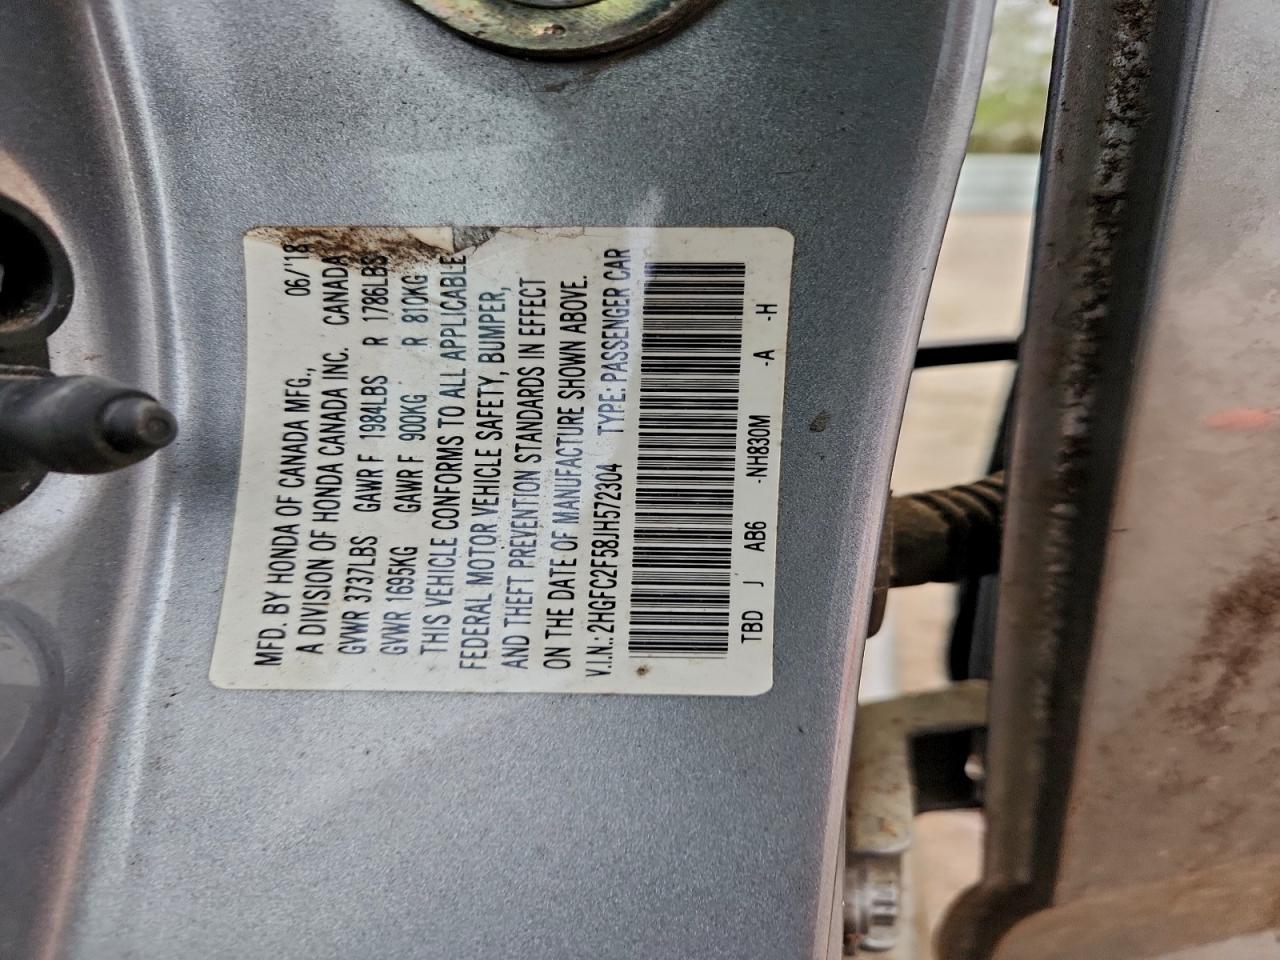 MFD. BY HONDA OF CANADA MFG., 06/'18
A DIVISION OF HONDA CANADA INC. CANADA
GVWR 3737LBS GAWR F 1984LBS R 1786LBS
GVWR 1695KG GAWR F 900KG R 810KG
THIS VEHICLE CONFORMS TO ALL APPLICABLE
FEDERAL MOTOR VEHICLE SAFETY, BUMPER,
AND THEFT PREVENTION STANDARDS IN EFFECT
ON THE DATE OF MANUFACTURE SHOWN ABOVE.
V.I.N.: 2HGFC2F58JH572304 TYPE: PASSENGER CAR
TBD J AB6 -NH830M -A -H